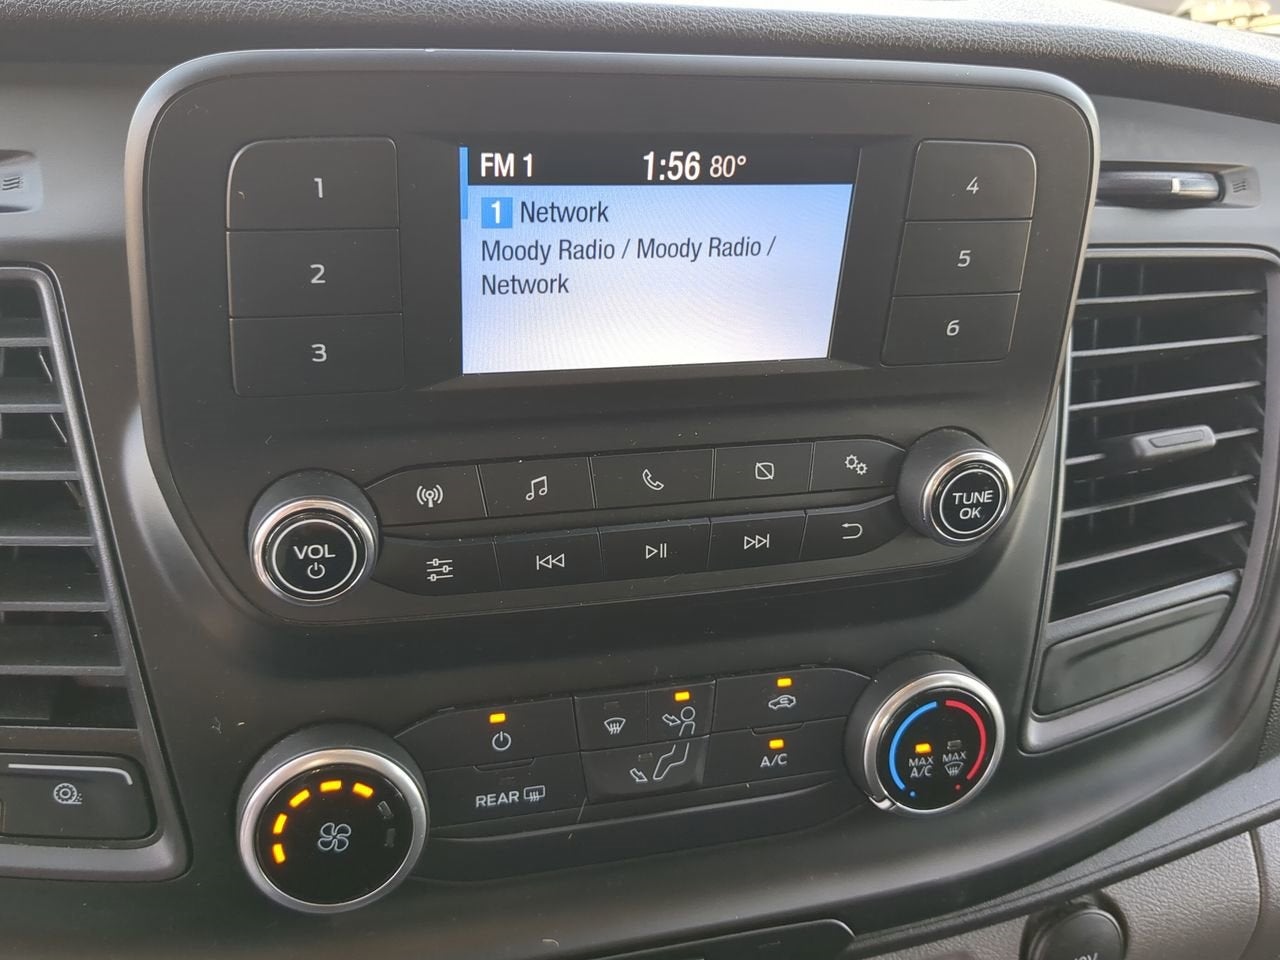 FM 1 1:56 80°
1 Network
Moody Radio / Moody Radio /
Network
1
2
3
4
5
6
VOL
TUNE
OK
REAR
A/C
MAX
A/C
MAX